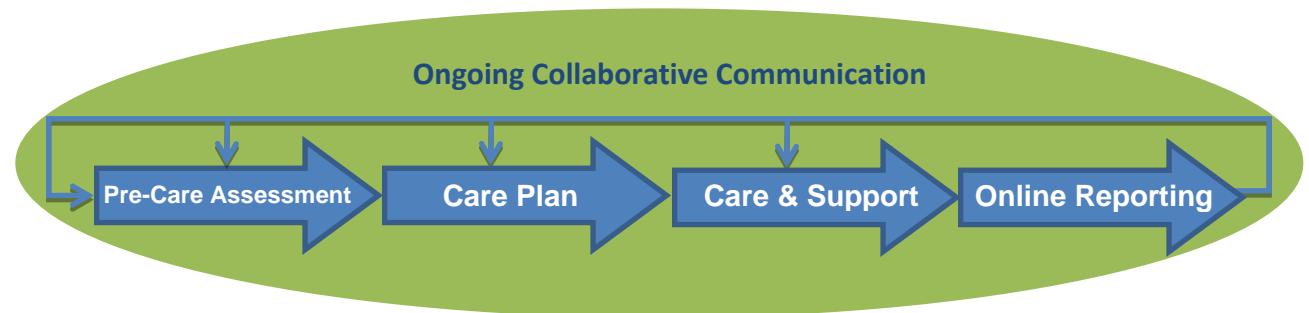 Ongoing Collaborative Communication
Pre-Care Assessment
Care Plan
Care & Support
Online Reporting